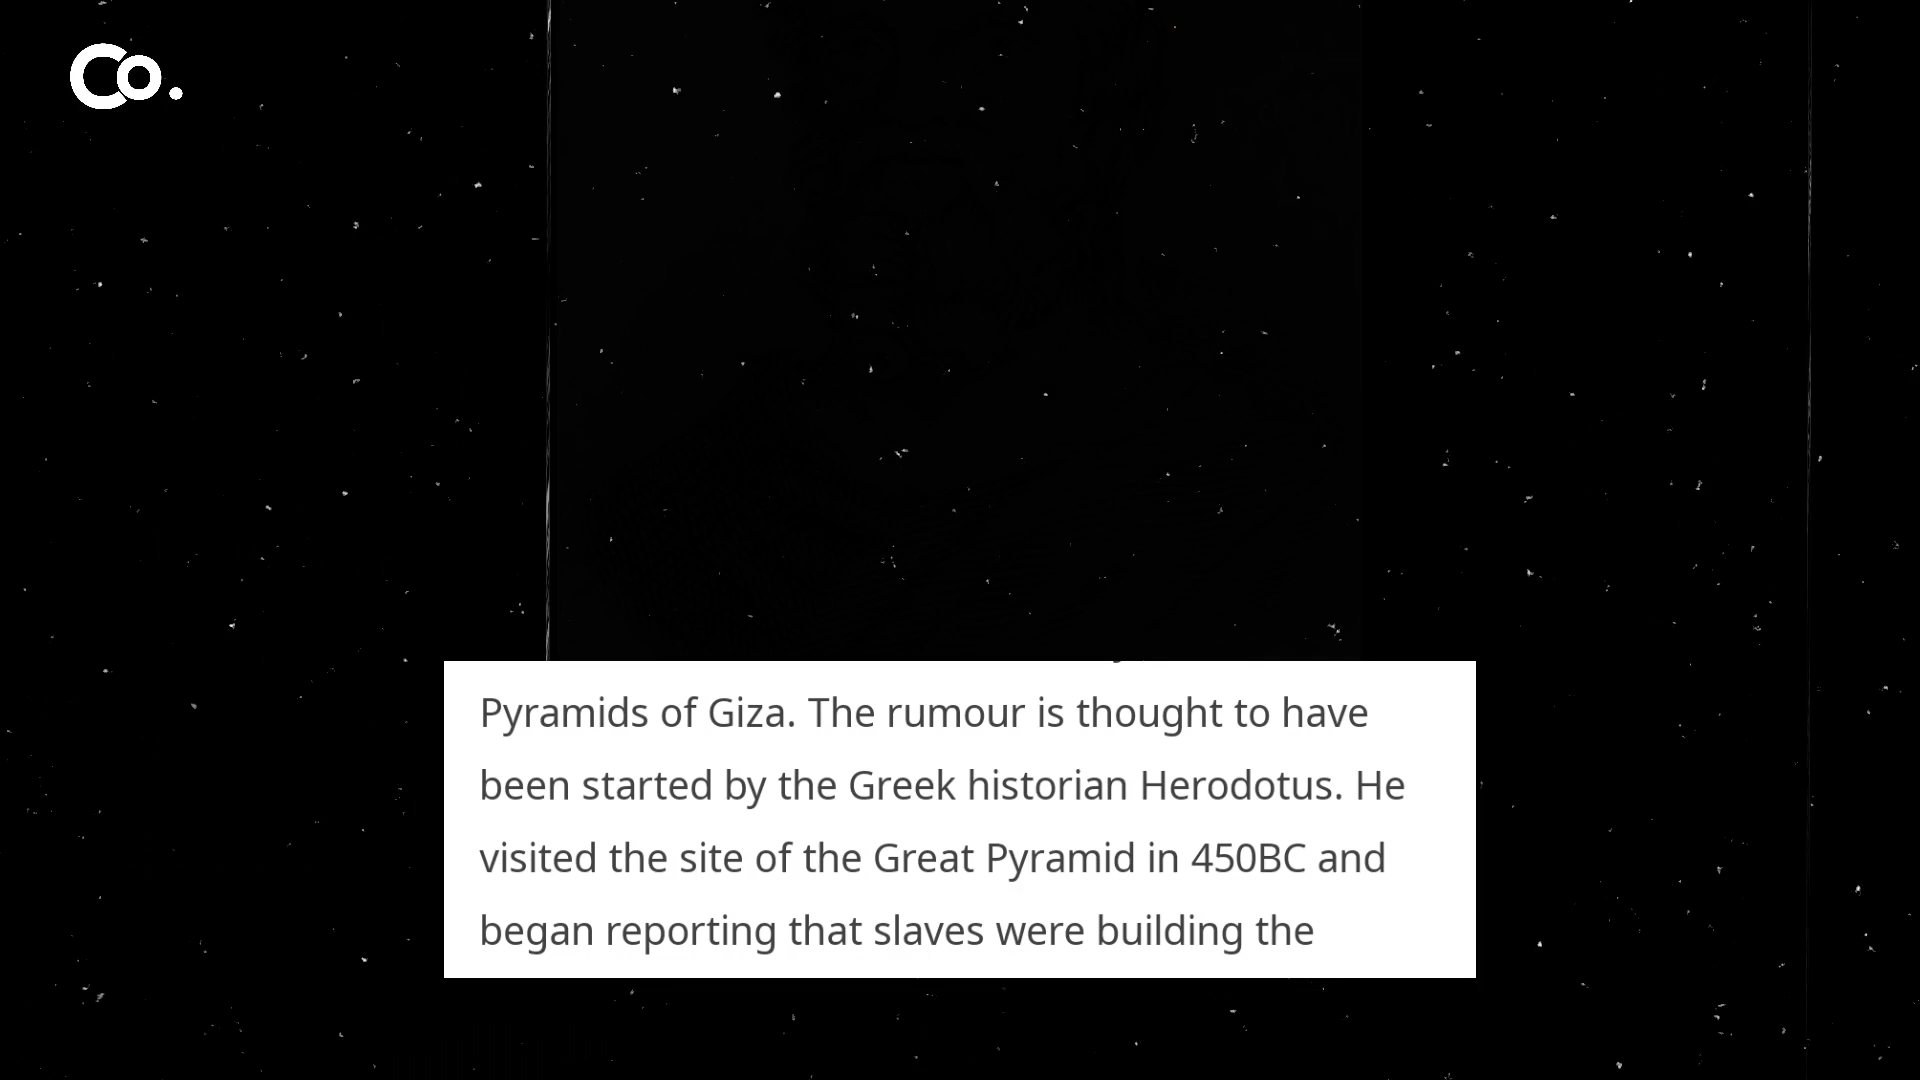 Co.
Pyramids of Giza. The rumour is thought to have
been started by the Greek historian Herodotus. He
visited the site of the Great Pyramid in 450BC and
began reporting that slaves were building the